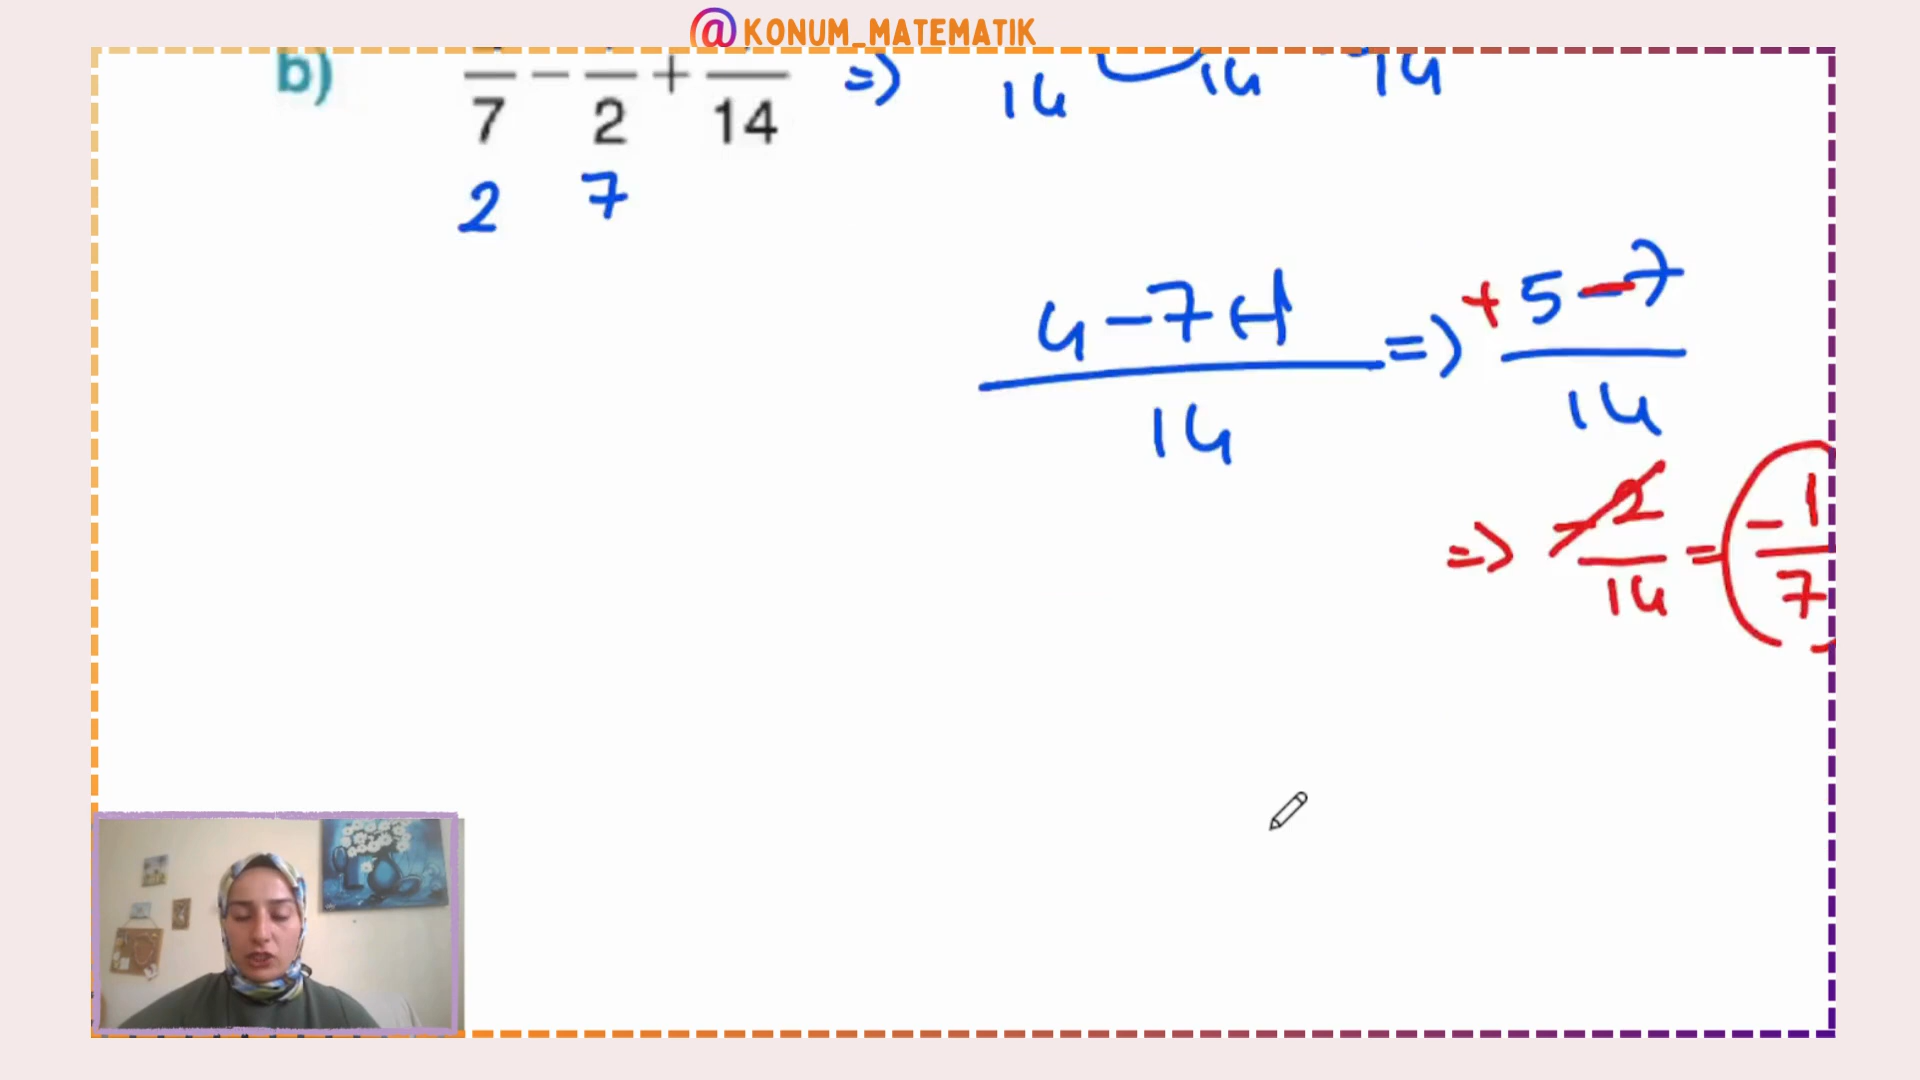 @KONUM_MATEMATIK
b) — − — + — => 14 14 14
7 2 14
2 7
4-7+1 => +5-7
14 14
=> -2 = -1
14 7